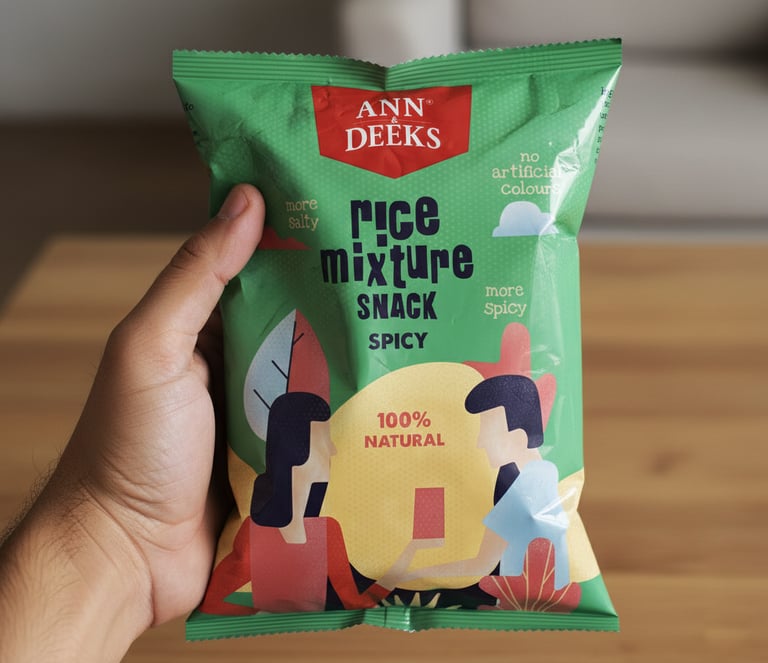 ANN®
&
DEEKS
no
artificial
colours
more
salty
rice
mixture
SNACK
SPICY
more
spicy
100%
NATURAL